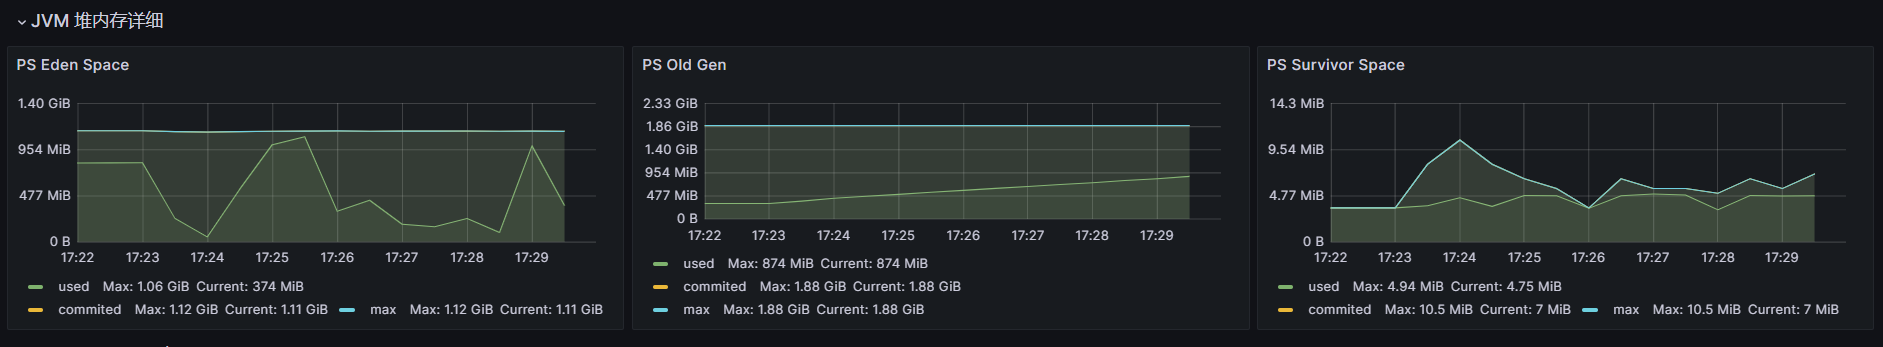 JVM 堆内存详细
PS Eden Space
1.40 GiB
954 MiB
477 MiB
0 B
17:22 17:23 17:24 17:25 17:26 17:27 17:28 17:29
used Max: 1.06 GiB Current: 374 MiB
commited Max: 1.12 GiB Current: 1.11 GiB max Max: 1.12 GiB Current: 1.11 GiB
PS Old Gen
2.33 GiB
1.86 GiB
1.40 GiB
954 MiB
477 MiB
0 B
17:22 17:23 17:24 17:25 17:26 17:27 17:28 17:29
used Max: 874 MiB Current: 874 MiB
commited Max: 1.88 GiB Current: 1.88 GiB
max Max: 1.88 GiB Current: 1.88 GiB
PS Survivor Space
14.3 MiB
9.54 MiB
4.77 MiB
0 B
17:22 17:23 17:24 17:25 17:26 17:27 17:28 17:29
used Max: 4.94 MiB Current: 4.75 MiB
commited Max: 10.5 MiB Current: 7 MiB max Max: 10.5 MiB Current: 7 MiB